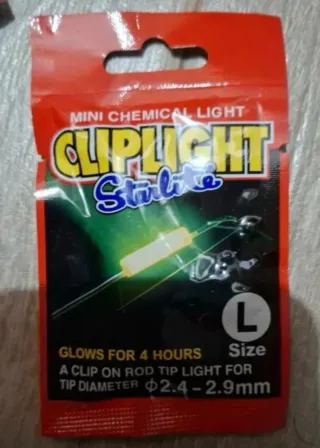 MINI CHEMICAL LIGHT
CLIPLIGHT
Starlite
L
Size
GLOWS FOR 4 HOURS
A CLIP ON ROD TIP LIGHT FOR
TIP DIAMETER Φ2.4-2.9mm